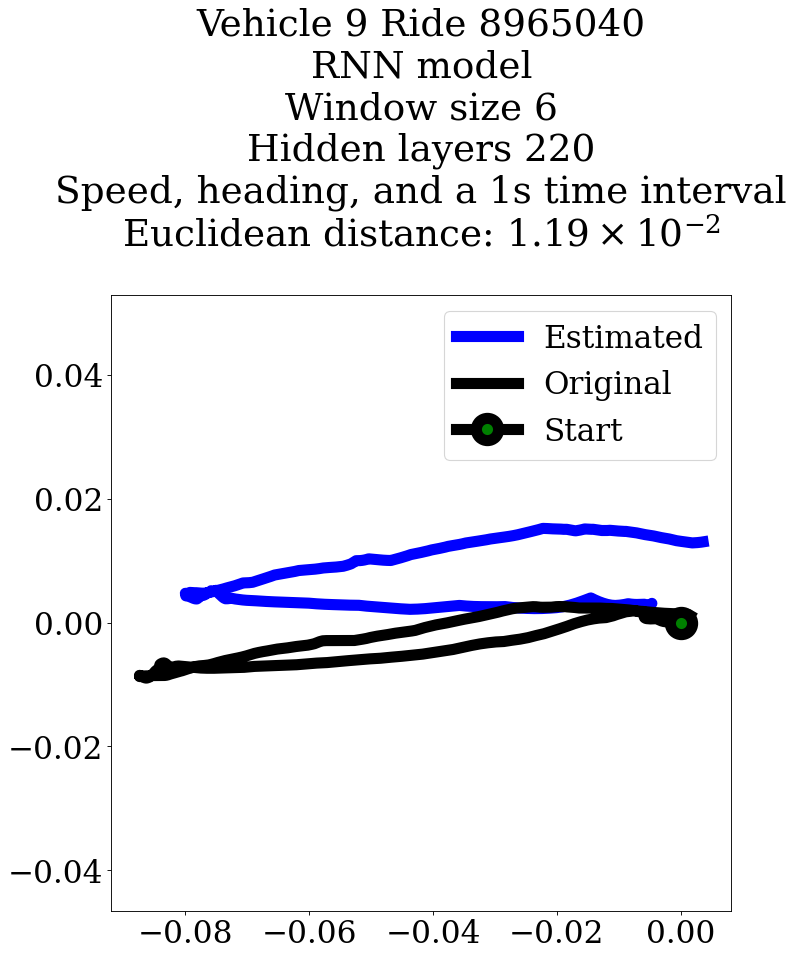 Vehicle 9 Ride 8965040
RNN model
Window size 6
Hidden layers 220
Speed, heading, and a 1s time interval
Euclidean distance: 1.19 × 10⁻²
Estimated
Original
Start
0.04
0.02
0.00
−0.02
−0.04
−0.08 −0.06 −0.04 −0.02 0.00